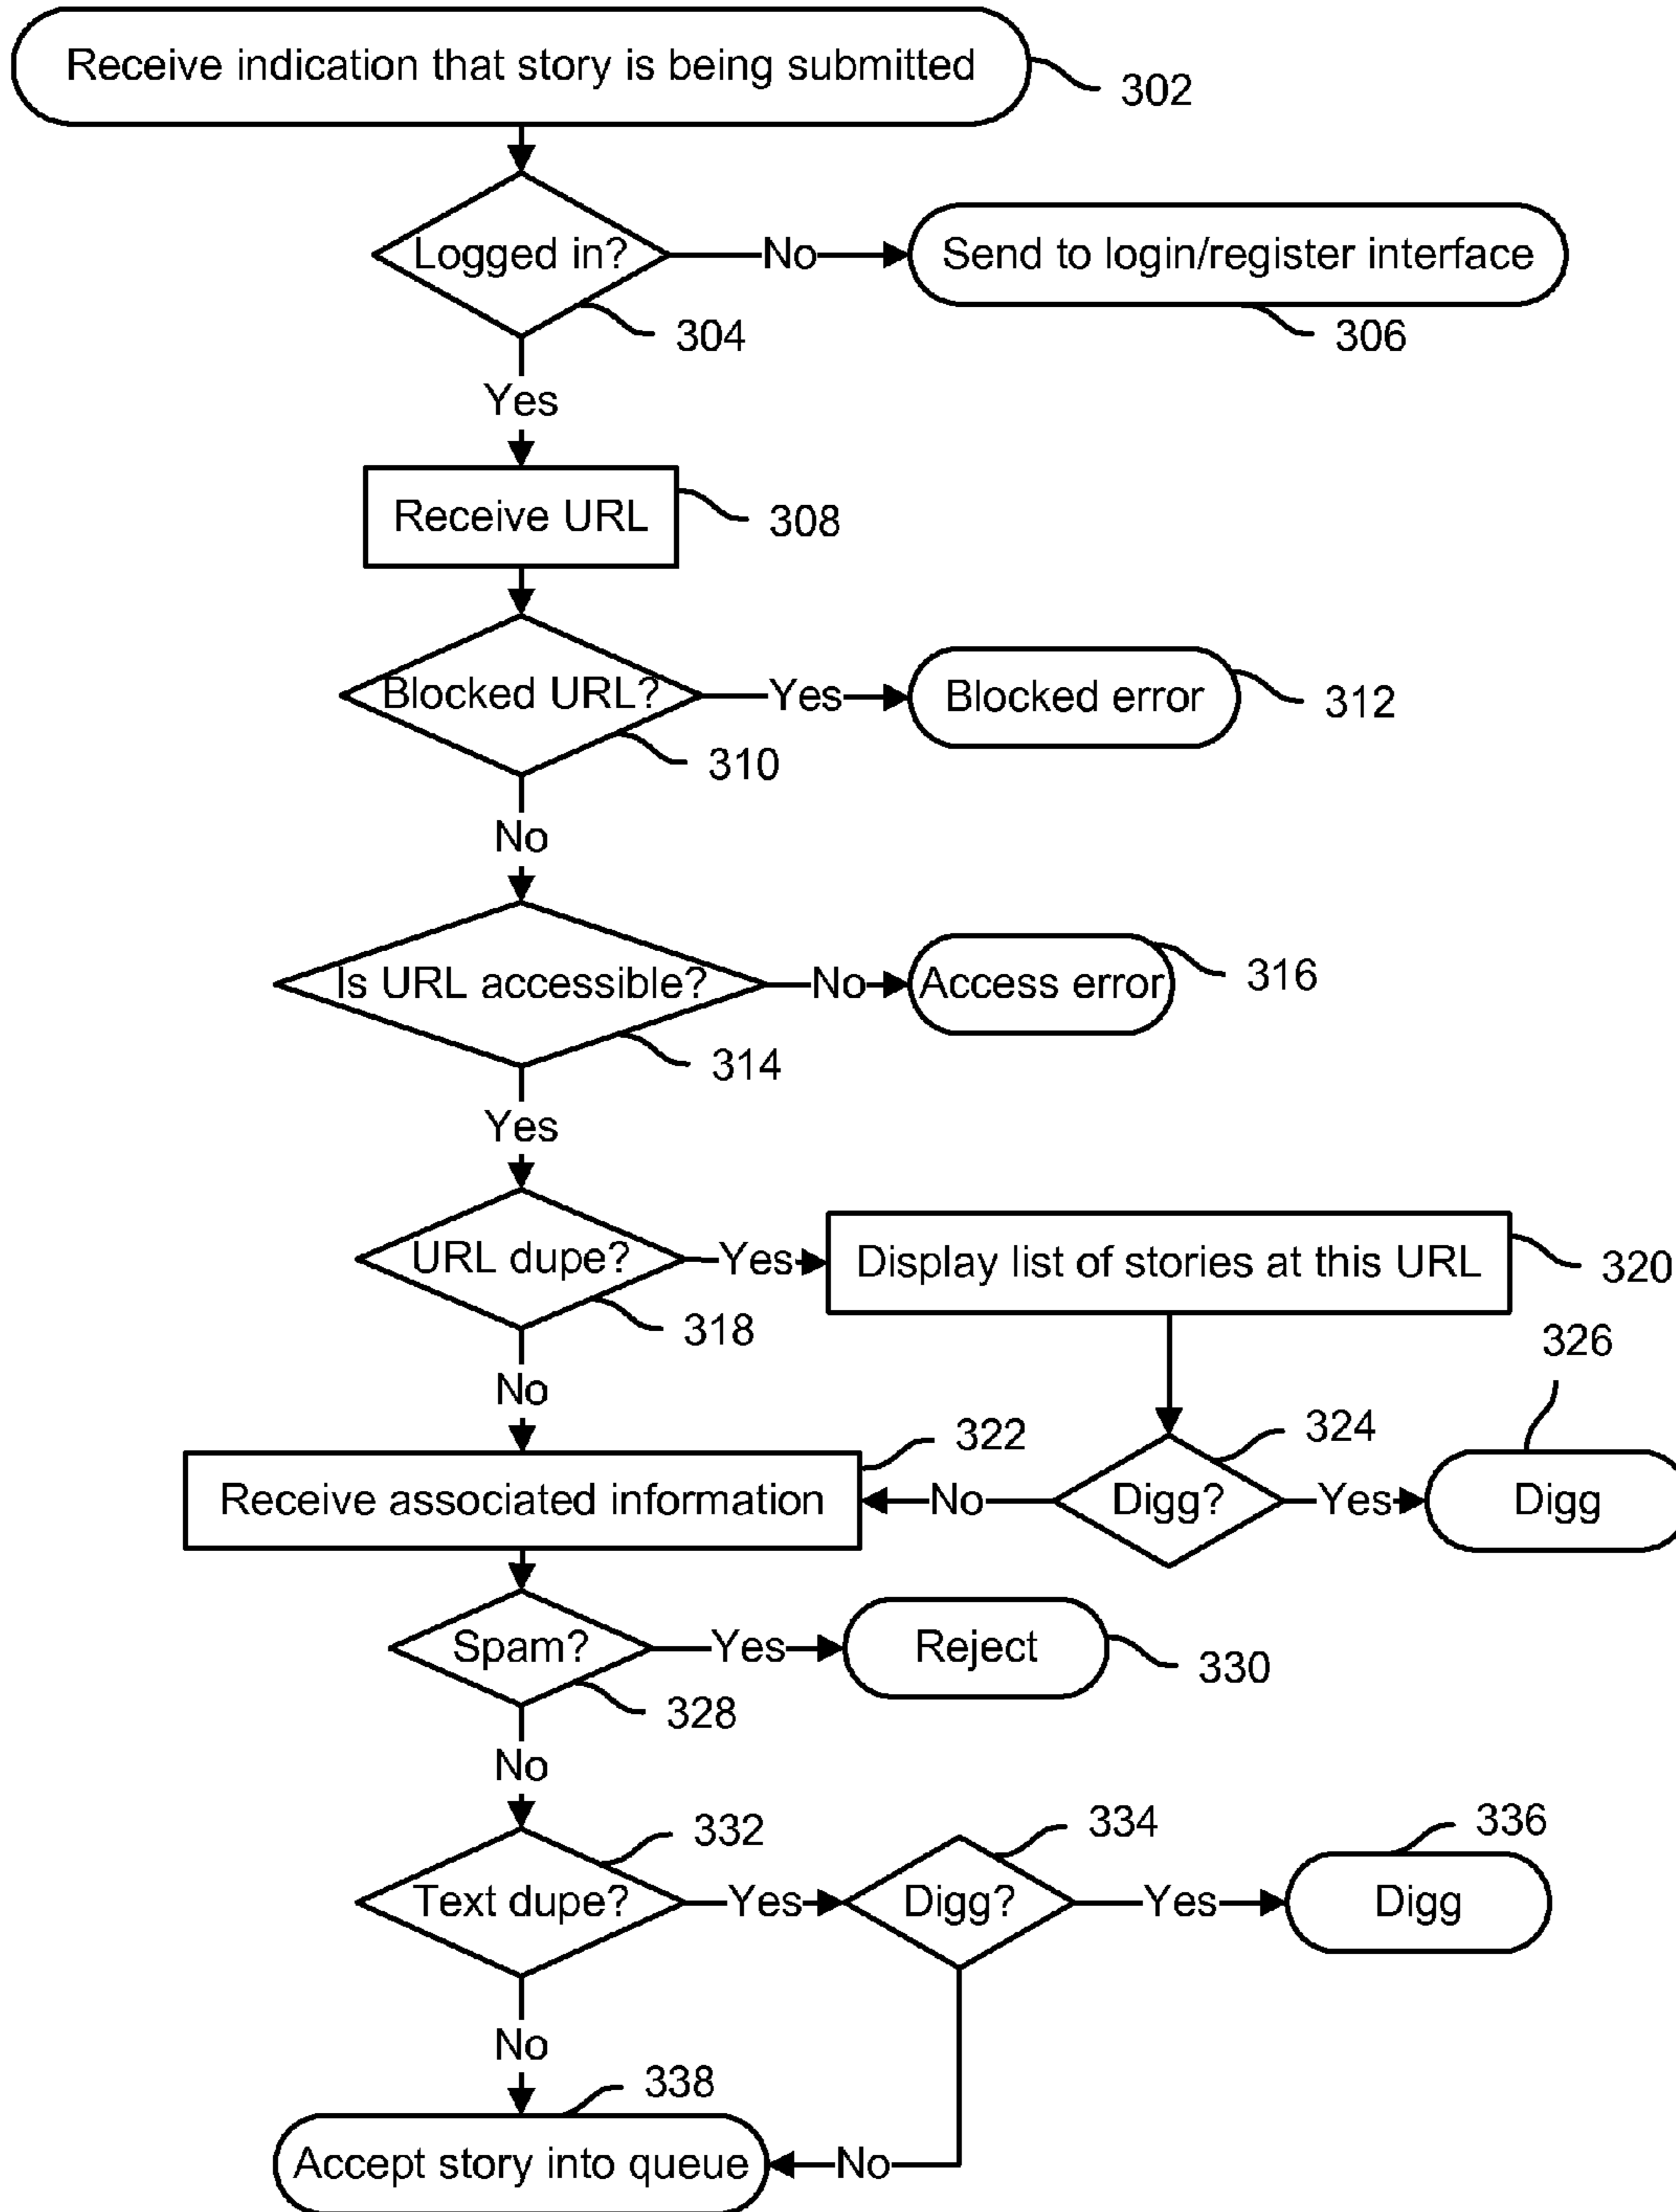 Receive indication that story is being submitted
302
Logged in?
No
Send to login/register interface
304
306
Yes
Receive URL
308
Blocked URL?
Yes
Blocked error
312
310
No
Is URL accessible?
No
Access error
316
314
Yes
URL dupe?
Yes
Display list of stories at this URL
320
318
326
No
322
324
Receive associated information
No
Digg?
Yes
Digg
Spam?
Yes
Reject
330
328
No
332
334
336
Text dupe?
Yes
Digg?
Yes
Digg
No
338
Accept story into queue
No